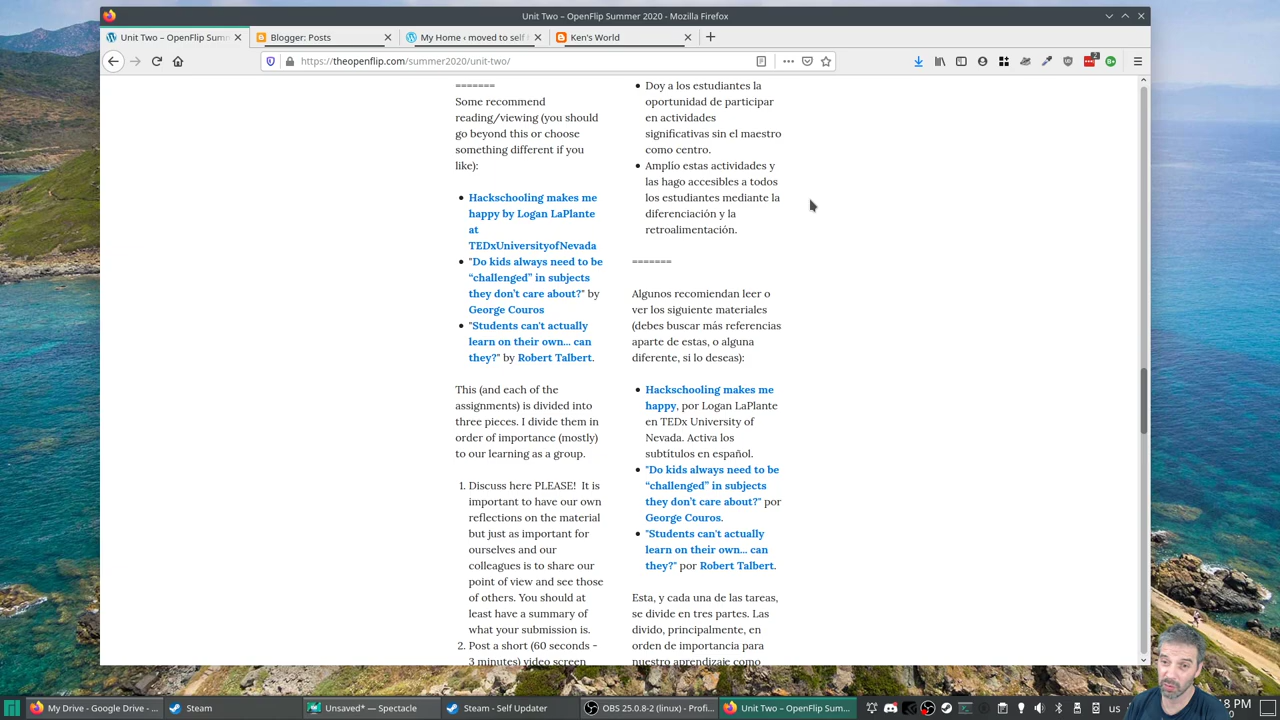 Unit Two – OpenFlip Summer 2020 - Mozilla Firefox
Unit Two – OpenFlip Summ
Blogger: Posts
My Home ‹ moved to self
Ken's World
https://theopenflip.com/summer2020/unit-two/
=======
Some recommend
reading/viewing (you should
go beyond this or choose
something different if you
like):
Hackschooling makes me
happy by Logan LaPlante
at
TEDxUniversityofNevada
"Do kids always need to be
“challenged” in subjects
they don’t care about?" by
George Couros
"Students can't actually
learn on their own... can
they?" by Robert Talbert.
This (and each of the
assignments) is divided into
three pieces. I divide them in
order of importance (mostly)
to our learning as a group.
1. Discuss here PLEASE! It is
important to have our own
reflections on the material
but just as important for
ourselves and our
colleagues is to share our
point of view and see those
of others. You should at
least have a summary of
what your submission is.
2. Post a short (60 seconds -
3 minutes) video screen
Doy a los estudiantes la
oportunidad de participar
en actividades
significativas sin el maestro
como centro.
Amplío estas actividades y
las hago accesibles a todos
los estudiantes mediante la
diferenciación y la
retroalimentación.
=======
Algunos recomiendan leer o
ver los siguiente materiales
(debes buscar más referencias
aparte de estas, o alguna
diferente, si lo deseas):
Hackschooling makes me
happy, por Logan LaPlante
en TEDx University of
Nevada. Activa los
subtítulos en español.
"Do kids always need to be
“challenged” in subjects
they don’t care about?" por
George Couros.
"Students can't actually
learn on their own... can
they?" por Robert Talbert.
Esta, y cada una de las tareas,
se divide en tres partes. Las
divido, principalmente, en
orden de importancia para
nuestro aprendizaje como
My Drive - Google Drive - ...
Steam
Unsaved* — Spectacle
Steam - Self Updater
OBS 25.0.8-2 (linux) - Profi...
Unit Two – OpenFlip Sum...
us
8 PM